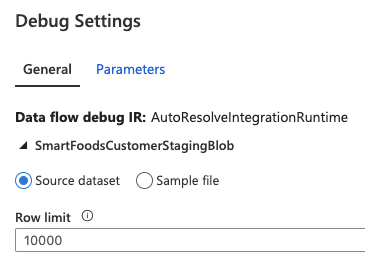 Debug Settings
General Parameters
Data flow debug IR: AutoResolveIntegrationRuntime
SmartFoodsCustomerStagingBlob
Source dataset Sample file
Row limit
10000